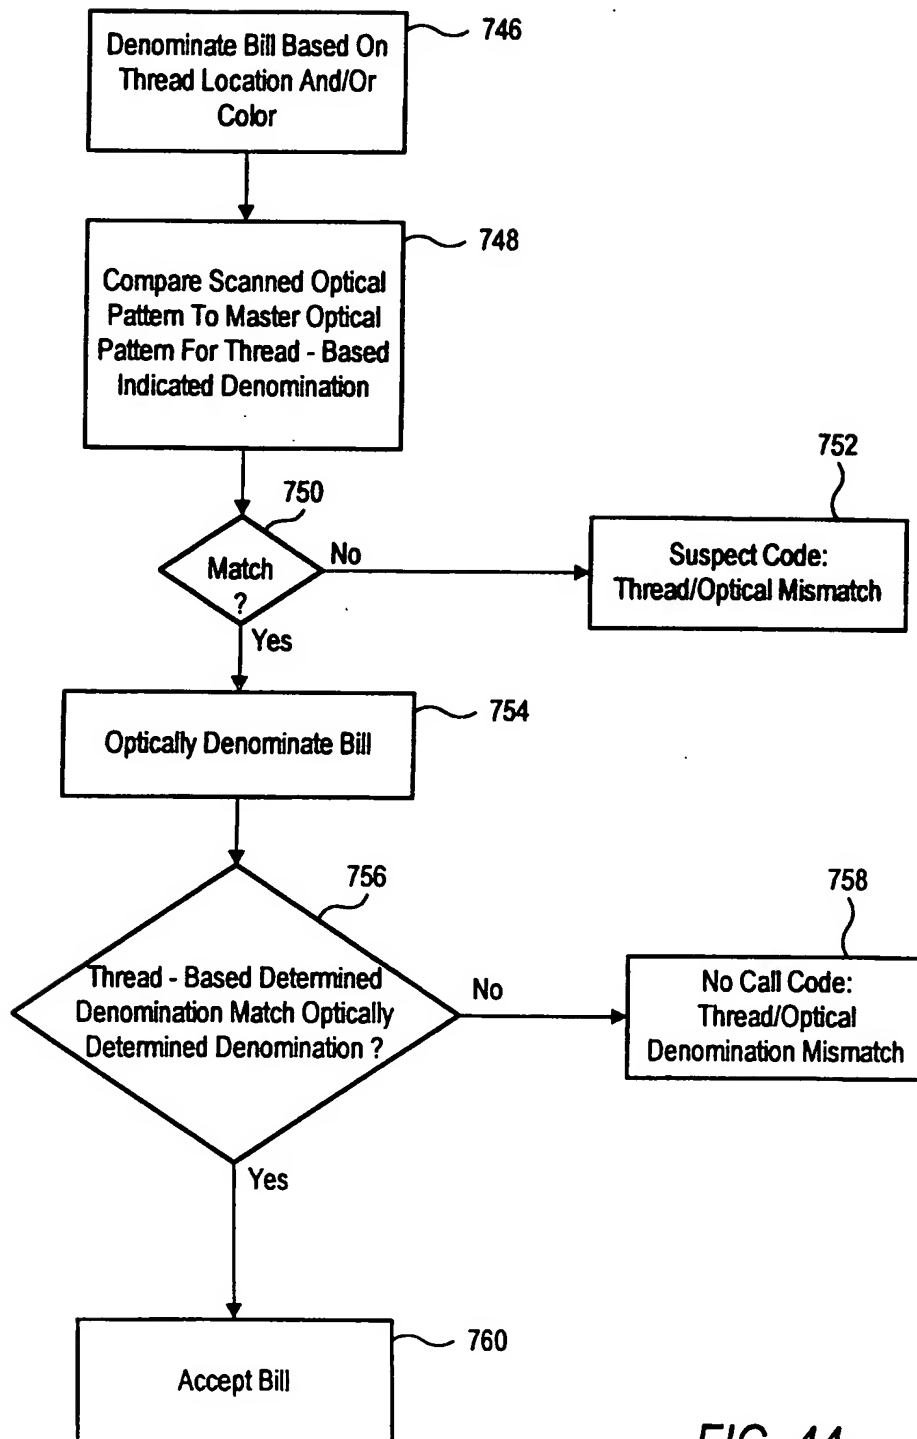 Denominate Bill Based On
Thread Location And/Or
Color
746
Compare Scanned Optical
Pattern To Master Optical
Pattern For Thread - Based
Indicated Denomination
748
750
Match
?
No
Yes
752
Suspect Code:
Thread/Optical Mismatch
Optically Denominate Bill
754
756
Thread - Based Determined
Denomination Match Optically
Determined Denomination ?
No
Yes
758
No Call Code:
Thread/Optical
Denomination Mismatch
Accept Bill
760
FIG. 44